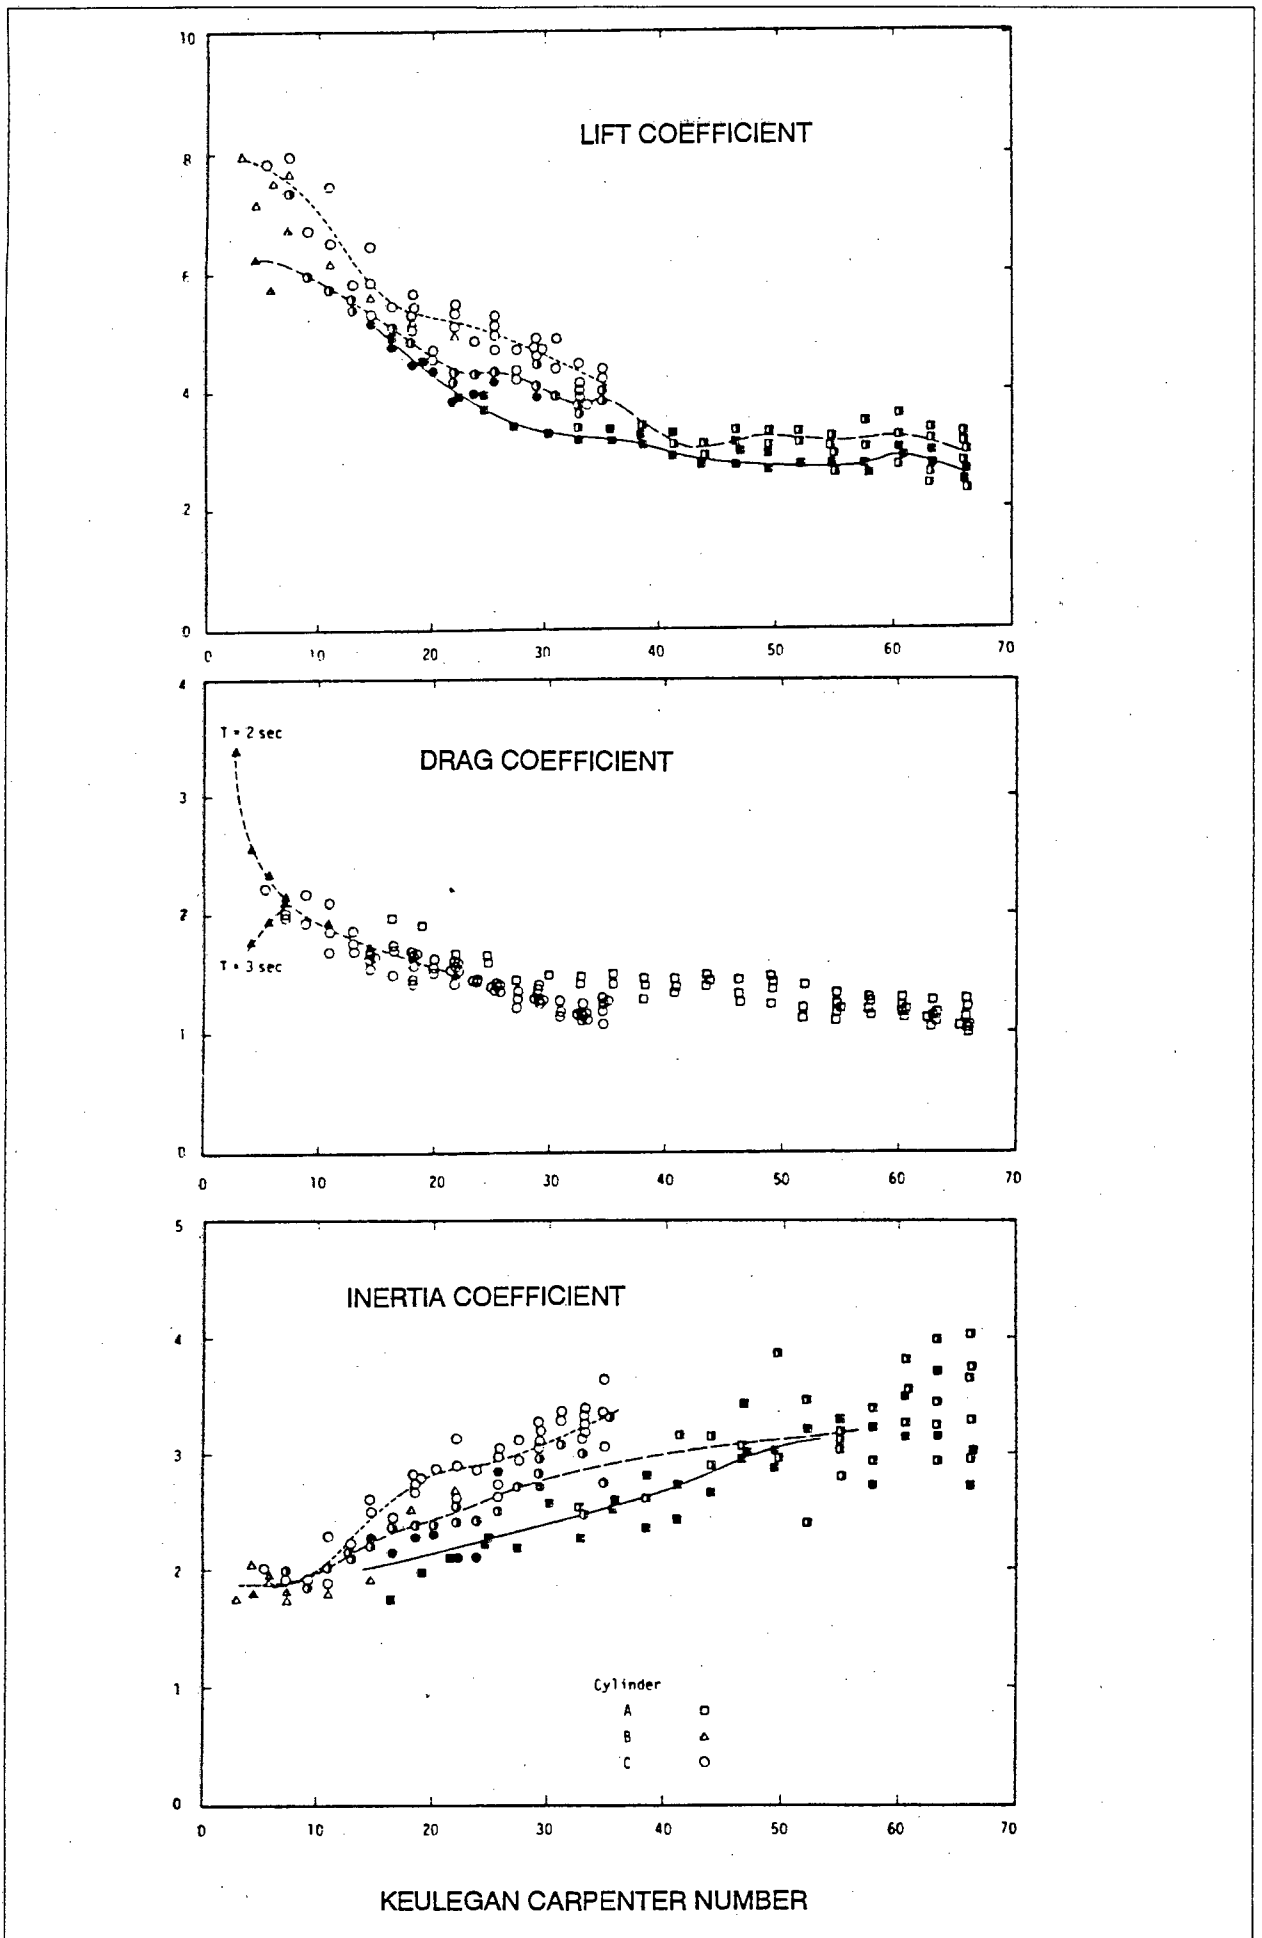 10
LIFT COEFFICIENT
8
6
4
2
0
0 10 20 30 40 50 60 70
4
T = 2 sec
DRAG COEFFICIENT
3
2
T = 3 sec
1
0
0 10 20 30 40 50 60 70
5
INERTIA COEFFICIENT
4
3
2
Cylinder
1
A
B
C
0
0 10 20 30 40 50 60 70
KEULEGAN CARPENTER NUMBER